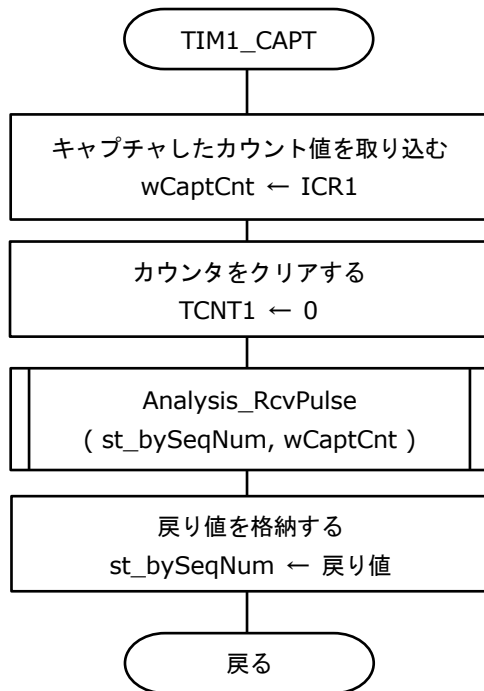 TIM1_CAPT
キャプチャしたカウント値を取り込む
wCaptCnt ← ICR1
カウンタをクリアする
TCNT1 ← 0
Analysis_RcvPulse
( st_bySeqNum, wCaptCnt )
戻り値を格納する
st_bySeqNum ← 戻り値
戻る